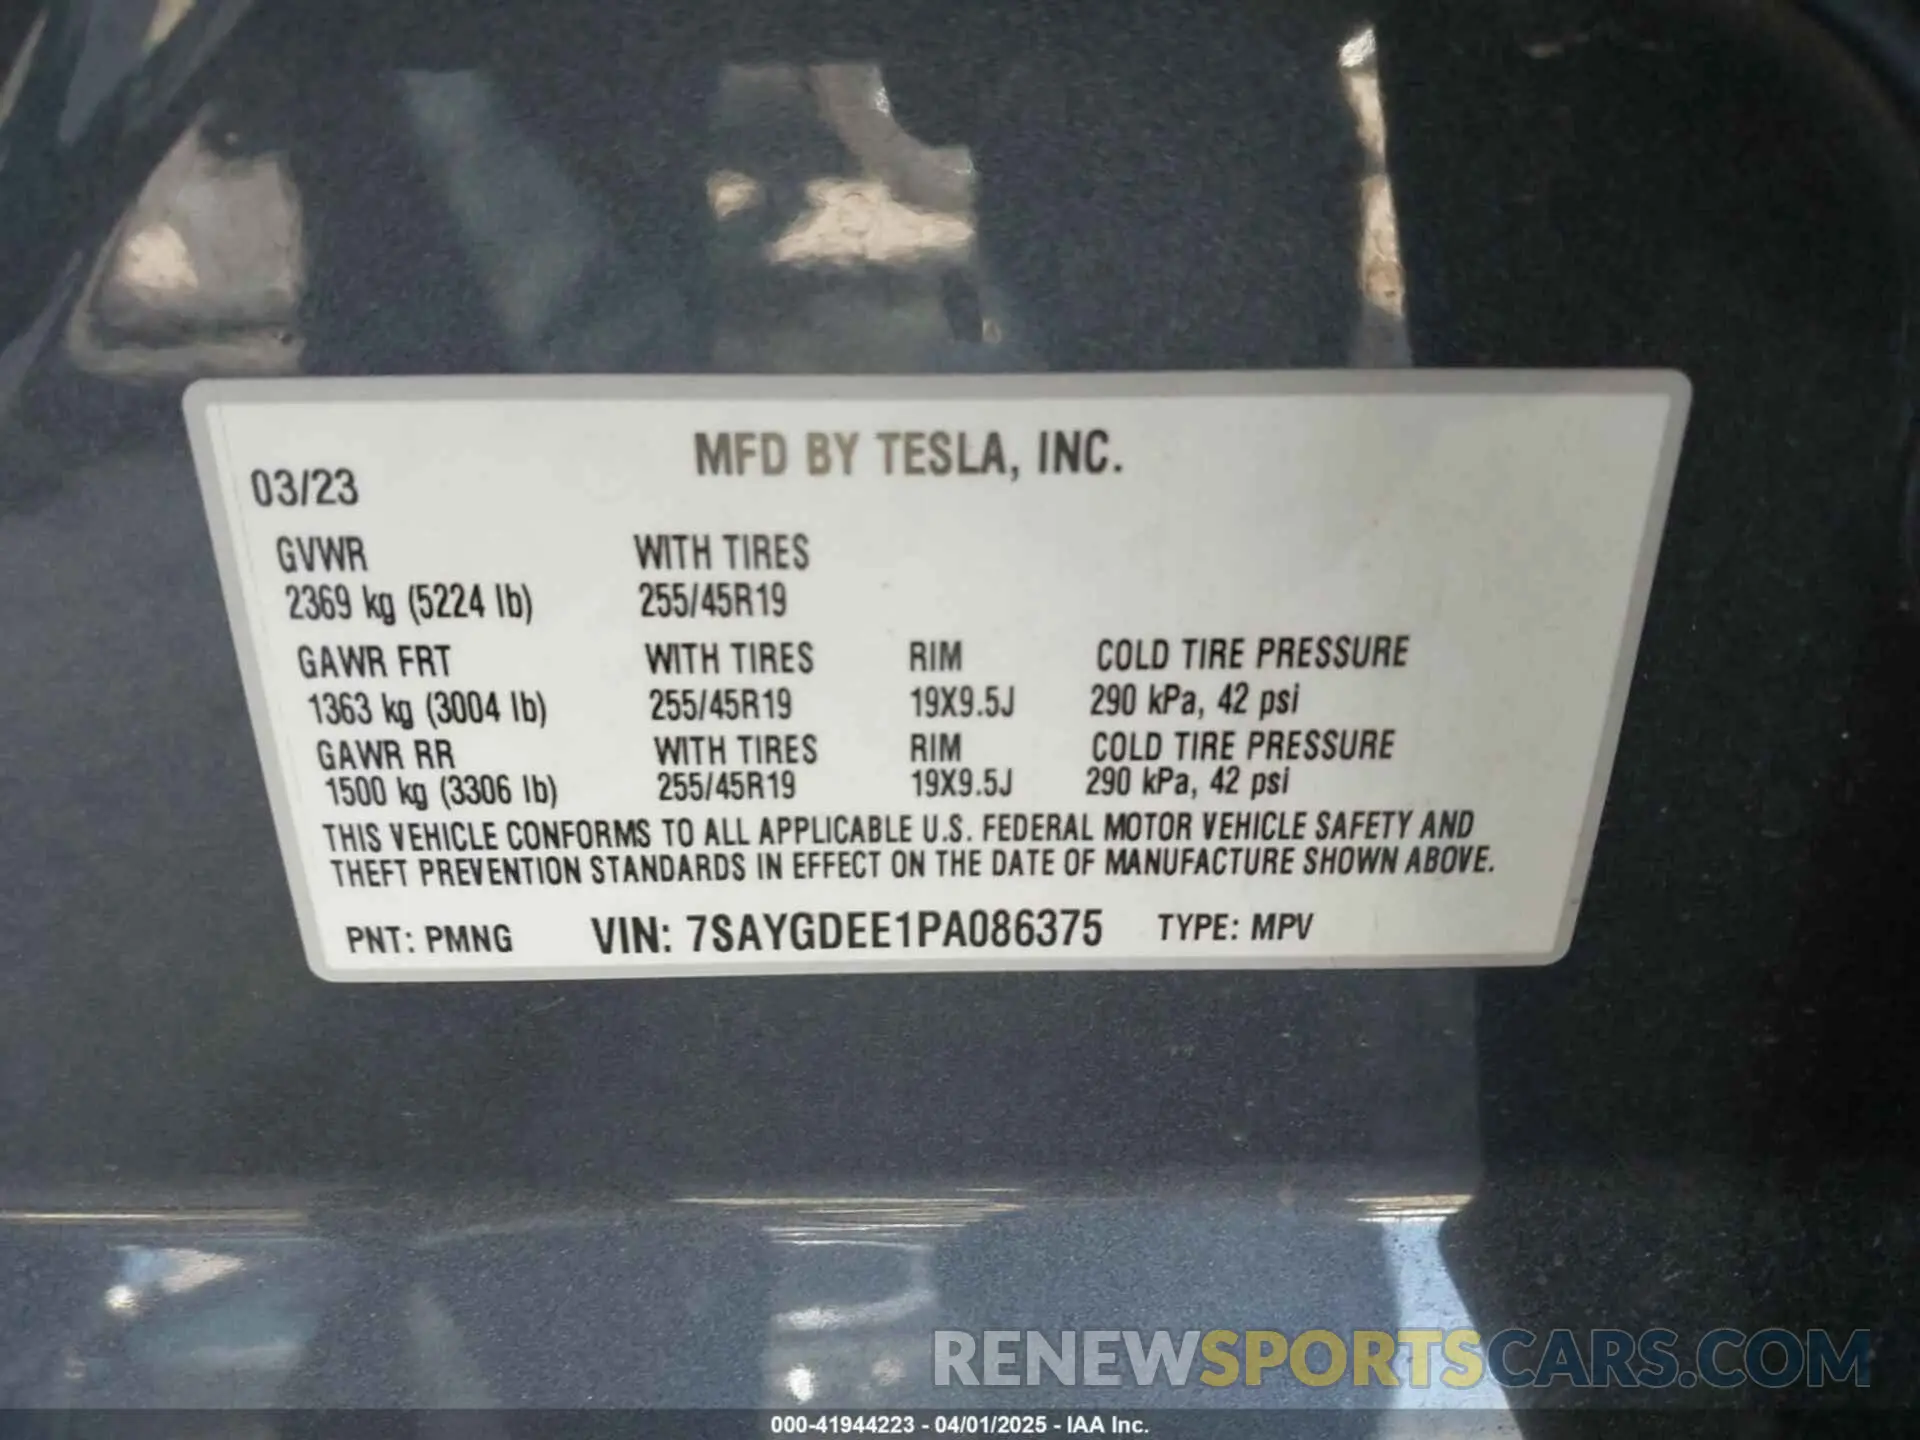 MFD BY TESLA, INC.
03/23
GVWR WITH TIRES
2369 kg (5224 lb) 255/45R19
GAWR FRT WITH TIRES RIM COLD TIRE PRESSURE
1363 kg (3004 lb) 255/45R19 19X9.5J 290 kPa, 42 psi
GAWR RR WITH TIRES RIM COLD TIRE PRESSURE
1500 kg (3306 lb) 255/45R19 19X9.5J 290 kPa, 42 psi
THIS VEHICLE CONFORMS TO ALL APPLICABLE U.S. FEDERAL MOTOR VEHICLE SAFETY AND
THEFT PREVENTION STANDARDS IN EFFECT ON THE DATE OF MANUFACTURE SHOWN ABOVE.
PNT: PMNG VIN: 7SAYGDEE1PA086375 TYPE: MPV
RENEWSPORTSCARS.COM
000-41944223 - 04/01/2025 - IAA Inc.